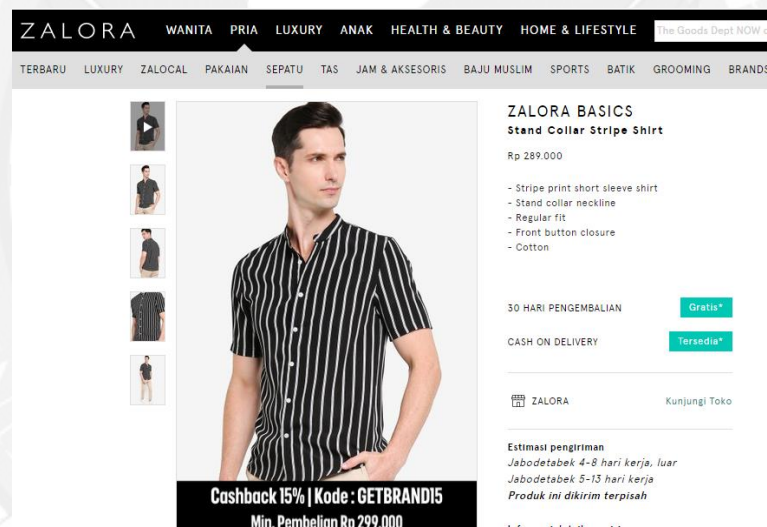 ZALORA WANITA PRIA LUXURY ANAK HEALTH & BEAUTY HOME & LIFESTYLE The Goods Dept NOW
TERBARU LUXURY ZALOCAL PAKAIAN SEPATU TAS JAM & AKSESORIS BAJU MUSLIM SPORTS BATIK GROOMING BRANDS
ZALORA BASICS
Stand Collar Stripe Shirt
Rp 289.000
- Stripe print short sleeve shirt
- Stand collar neckline
- Regular fit
- Front button closure
- Cotton
30 HARI PENGEMBALIAN Gratis*
CASH ON DELIVERY Tersedia*
ZALORA Kunjungi Toko
Estimasi pengiriman
Jabodetabek 4-8 hari kerja, luar
Jabodetabek 5-13 hari kerja
Produk ini dikirim terpisah
Cashback 15% | Kode : GETBRAND15
Min. Pembelian Rp 299.000